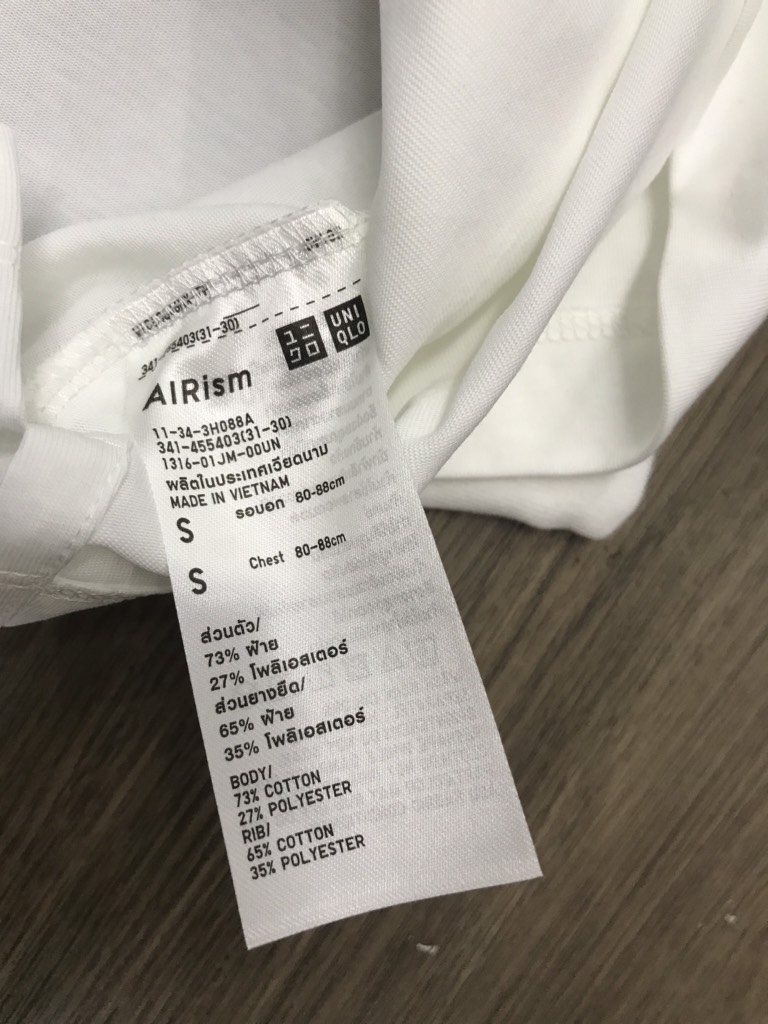 341-455403(31-30)
ユニクロ UNIQLO
AIRism
11-34-3H088A
341-455403(31-30)
1316-01JM-00UN
ผลิตในประเทศเวียดนาม
MADE IN VIETNAM
S รอบอก 80-88cm
S Chest 80-88cm
ส่วนตัว/
73% ฝ้าย
27% โพลิเอสเตอร์
ส่วนยางยืด/
65% ฝ้าย
35% โพลิเอสเตอร์
BODY/
73% COTTON
27% POLYESTER
RIB/
65% COTTON
35% POLYESTER